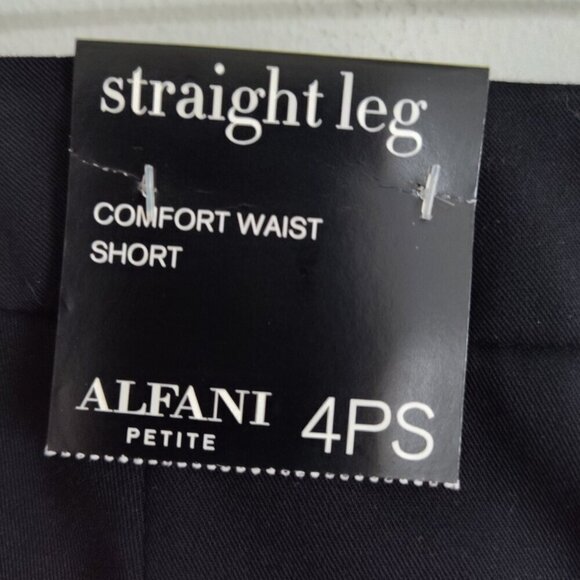 straight leg
COMFORT WAIST
SHORT
ALFANI
PETITE
4PS